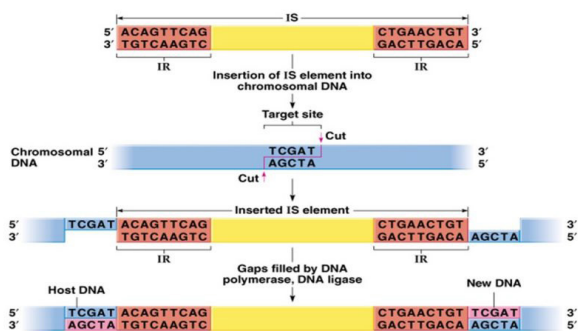 IS
5′ ACAGTTCAG CTGAACTGT 3′
3′ TGTCAAGTC GACTTGACA 5′
IR IR
Insertion of IS element into
chromosomal DNA
Target site
Cut
Chromosomal 5′ TCGAT 3′
DNA 3′ AGCTA 5′
Cut
Inserted IS element
5′ TCGAT ACAGTTCAG CTGAACTGT 3′
3′ TGTCAAGTC GACTTGACA AGCTA 5′
IR IR
Gaps filled by DNA
polymerase, DNA ligase
Host DNA New DNA
5′ TCGAT ACAGTTCAG CTGAACTGT TCGAT 3′
3′ AGCTA TGTCAAGTC GACTTGACA AGCTA 5′